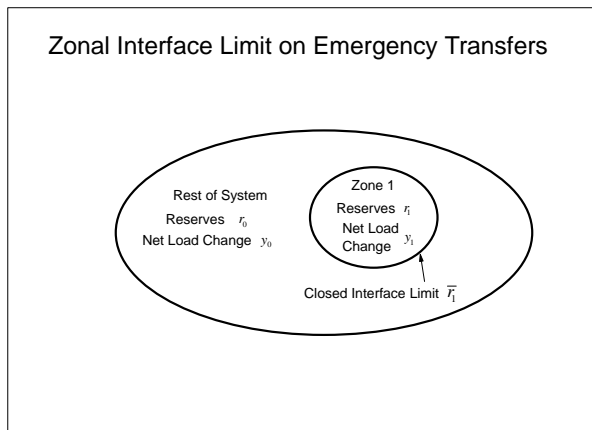 Zonal Interface Limit on Emergency Transfers
Rest of System
Reserves r₀
Net Load Change y₀
Zone 1
Reserves r₁
Net Load
Change y₁
Closed Interface Limit r̅₁